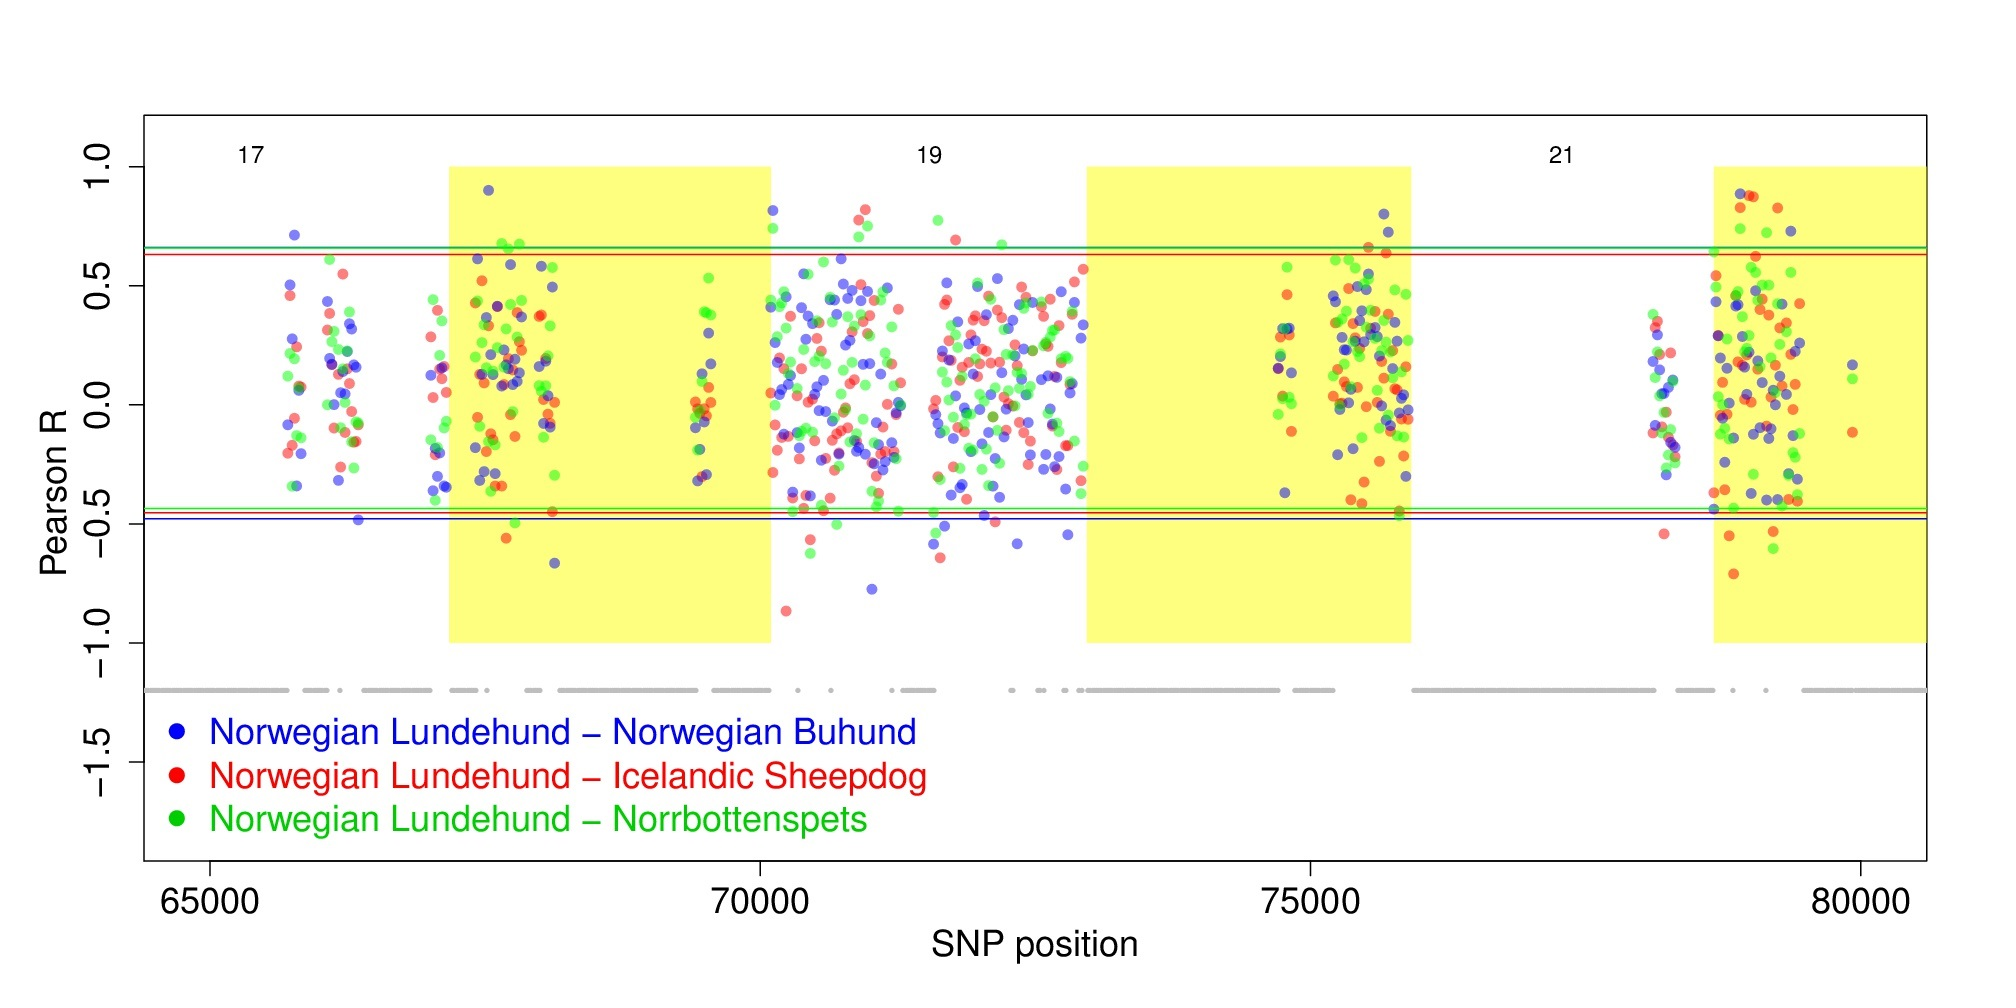 17
19
21
1.0
0.5
0.0
−0.5
−1.0
−1.5
Pearson R
Norwegian Lundehund − Norwegian Buhund
Norwegian Lundehund − Icelandic Sheepdog
Norwegian Lundehund − Norrbottenspets
65000
70000
75000
80000
SNP position